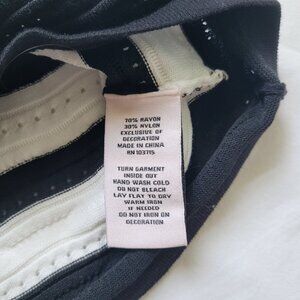 70% RAYON
30% NYLON
EXCLUSIVE OF
DECORATION
MADE IN CHINA
RN 103715
TURN GARMENT
INSIDE OUT
HAND WASH COLD
DO NOT BLEACH
LAY FLAT TO DRY
WARM IRON
IF NEEDED
DO NOT IRON ON
DECORATION